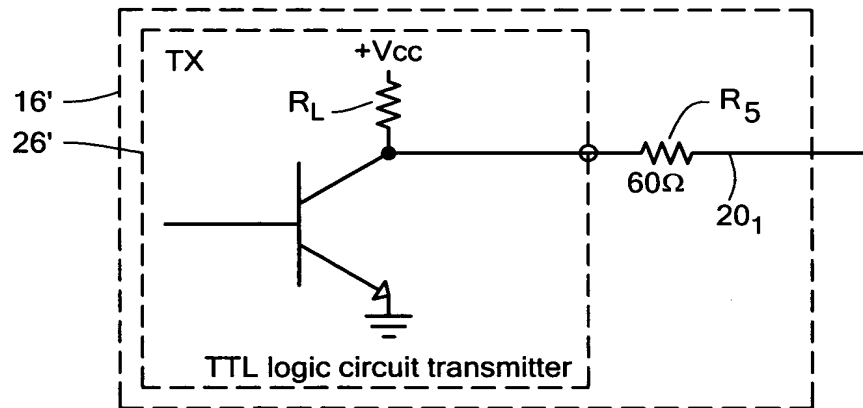 TX
+Vcc
16'
R_L
R_5
26'
60Ω
20_1
TTL logic circuit transmitter